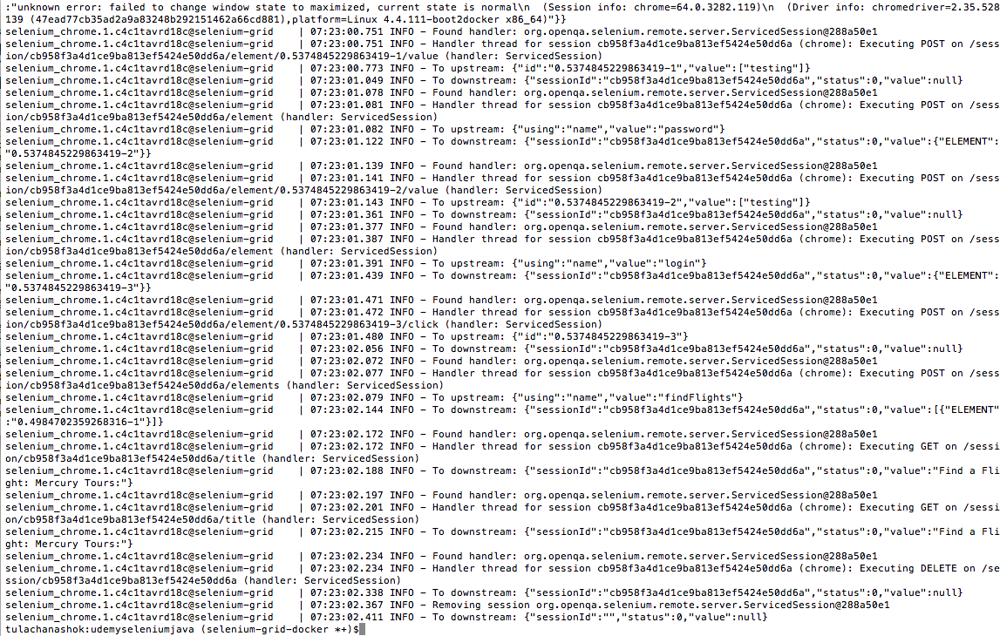 :"unknown error: failed to change window state to maximized, current state is normal\n  (Session info: chrome=64.0.3282.119)\n  (Driver info: chromedriver=2.35.528
139 (47ead77cb35ad2a9a83248b292151462a66cd881),platform=Linux 4.4.111-boot2docker x86_64)"}}
selenium_chrome.1.c4c1tavrd18c@selenium-grid    | 07:23:00.751 INFO - Found handler: org.openqa.selenium.remote.server.ServicedSession@288a50e1
selenium_chrome.1.c4c1tavrd18c@selenium-grid    | 07:23:00.751 INFO - Handler thread for session cb958f3a4d1ce9ba813ef5424e50dd6a (chrome): Executing POST on /sess
ion/cb958f3a4d1ce9ba813ef5424e50dd6a/element/0.5374845229863419-1/value (handler: ServicedSession)
selenium_chrome.1.c4c1tavrd18c@selenium-grid    | 07:23:00.773 INFO - To upstream: {"id":"0.5374845229863419-1","value":["testing"]}
selenium_chrome.1.c4c1tavrd18c@selenium-grid    | 07:23:01.049 INFO - To downstream: {"sessionId":"cb958f3a4d1ce9ba813ef5424e50dd6a","status":0,"value":null}
selenium_chrome.1.c4c1tavrd18c@selenium-grid    | 07:23:01.078 INFO - Found handler: org.openqa.selenium.remote.server.ServicedSession@288a50e1
selenium_chrome.1.c4c1tavrd18c@selenium-grid    | 07:23:01.081 INFO - Handler thread for session cb958f3a4d1ce9ba813ef5424e50dd6a (chrome): Executing POST on /sess
ion/cb958f3a4d1ce9ba813ef5424e50dd6a/element (handler: ServicedSession)
selenium_chrome.1.c4c1tavrd18c@selenium-grid    | 07:23:01.082 INFO - To upstream: {"using":"name","value":"password"}
selenium_chrome.1.c4c1tavrd18c@selenium-grid    | 07:23:01.122 INFO - To downstream: {"sessionId":"cb958f3a4d1ce9ba813ef5424e50dd6a","status":0,"value":{"ELEMENT":
"0.5374845229863419-2"}}
selenium_chrome.1.c4c1tavrd18c@selenium-grid    | 07:23:01.139 INFO - Found handler: org.openqa.selenium.remote.server.ServicedSession@288a50e1
selenium_chrome.1.c4c1tavrd18c@selenium-grid    | 07:23:01.141 INFO - Handler thread for session cb958f3a4d1ce9ba813ef5424e50dd6a (chrome): Executing POST on /sess
ion/cb958f3a4d1ce9ba813ef5424e50dd6a/element/0.5374845229863419-2/value (handler: ServicedSession)
selenium_chrome.1.c4c1tavrd18c@selenium-grid    | 07:23:01.143 INFO - To upstream: {"id":"0.5374845229863419-2","value":["testing"]}
selenium_chrome.1.c4c1tavrd18c@selenium-grid    | 07:23:01.361 INFO - To downstream: {"sessionId":"cb958f3a4d1ce9ba813ef5424e50dd6a","status":0,"value":null}
selenium_chrome.1.c4c1tavrd18c@selenium-grid    | 07:23:01.377 INFO - Found handler: org.openqa.selenium.remote.server.ServicedSession@288a50e1
selenium_chrome.1.c4c1tavrd18c@selenium-grid    | 07:23:01.387 INFO - Handler thread for session cb958f3a4d1ce9ba813ef5424e50dd6a (chrome): Executing POST on /sess
ion/cb958f3a4d1ce9ba813ef5424e50dd6a/element (handler: ServicedSession)
selenium_chrome.1.c4c1tavrd18c@selenium-grid    | 07:23:01.391 INFO - To upstream: {"using":"name","value":"login"}
selenium_chrome.1.c4c1tavrd18c@selenium-grid    | 07:23:01.439 INFO - To downstream: {"sessionId":"cb958f3a4d1ce9ba813ef5424e50dd6a","status":0,"value":{"ELEMENT":
"0.5374845229863419-3"}}
selenium_chrome.1.c4c1tavrd18c@selenium-grid    | 07:23:01.471 INFO - Found handler: org.openqa.selenium.remote.server.ServicedSession@288a50e1
selenium_chrome.1.c4c1tavrd18c@selenium-grid    | 07:23:01.472 INFO - Handler thread for session cb958f3a4d1ce9ba813ef5424e50dd6a (chrome): Executing POST on /sess
ion/cb958f3a4d1ce9ba813ef5424e50dd6a/element/0.5374845229863419-3/click (handler: ServicedSession)
selenium_chrome.1.c4c1tavrd18c@selenium-grid    | 07:23:01.480 INFO - To upstream: {"id":"0.5374845229863419-3"}
selenium_chrome.1.c4c1tavrd18c@selenium-grid    | 07:23:02.056 INFO - To downstream: {"sessionId":"cb958f3a4d1ce9ba813ef5424e50dd6a","status":0,"value":null}
selenium_chrome.1.c4c1tavrd18c@selenium-grid    | 07:23:02.072 INFO - Found handler: org.openqa.selenium.remote.server.ServicedSession@288a50e1
selenium_chrome.1.c4c1tavrd18c@selenium-grid    | 07:23:02.077 INFO - Handler thread for session cb958f3a4d1ce9ba813ef5424e50dd6a (chrome): Executing POST on /sess
ion/cb958f3a4d1ce9ba813ef5424e50dd6a/elements (handler: ServicedSession)
selenium_chrome.1.c4c1tavrd18c@selenium-grid    | 07:23:02.079 INFO - To upstream: {"using":"name","value":"findFlights"}
selenium_chrome.1.c4c1tavrd18c@selenium-grid    | 07:23:02.144 INFO - To downstream: {"sessionId":"cb958f3a4d1ce9ba813ef5424e50dd6a","status":0,"value":[{"ELEMENT"
:"0.4984702359268316-1"}]}
selenium_chrome.1.c4c1tavrd18c@selenium-grid    | 07:23:02.172 INFO - Found handler: org.openqa.selenium.remote.server.ServicedSession@288a50e1
selenium_chrome.1.c4c1tavrd18c@selenium-grid    | 07:23:02.172 INFO - Handler thread for session cb958f3a4d1ce9ba813ef5424e50dd6a (chrome): Executing GET on /sessi
on/cb958f3a4d1ce9ba813ef5424e50dd6a/title (handler: ServicedSession)
selenium_chrome.1.c4c1tavrd18c@selenium-grid    | 07:23:02.188 INFO - To downstream: {"sessionId":"cb958f3a4d1ce9ba813ef5424e50dd6a","status":0,"value":"Find a Fli
ght: Mercury Tours:"}
selenium_chrome.1.c4c1tavrd18c@selenium-grid    | 07:23:02.197 INFO - Found handler: org.openqa.selenium.remote.server.ServicedSession@288a50e1
selenium_chrome.1.c4c1tavrd18c@selenium-grid    | 07:23:02.201 INFO - Handler thread for session cb958f3a4d1ce9ba813ef5424e50dd6a (chrome): Executing GET on /sessi
on/cb958f3a4d1ce9ba813ef5424e50dd6a/title (handler: ServicedSession)
selenium_chrome.1.c4c1tavrd18c@selenium-grid    | 07:23:02.215 INFO - To downstream: {"sessionId":"cb958f3a4d1ce9ba813ef5424e50dd6a","status":0,"value":"Find a Fli
ght: Mercury Tours:"}
selenium_chrome.1.c4c1tavrd18c@selenium-grid    | 07:23:02.234 INFO - Found handler: org.openqa.selenium.remote.server.ServicedSession@288a50e1
selenium_chrome.1.c4c1tavrd18c@selenium-grid    | 07:23:02.234 INFO - Handler thread for session cb958f3a4d1ce9ba813ef5424e50dd6a (chrome): Executing DELETE on /se
ssion/cb958f3a4d1ce9ba813ef5424e50dd6a (handler: ServicedSession)
selenium_chrome.1.c4c1tavrd18c@selenium-grid    | 07:23:02.338 INFO - To downstream: {"sessionId":"cb958f3a4d1ce9ba813ef5424e50dd6a","status":0,"value":null}
selenium_chrome.1.c4c1tavrd18c@selenium-grid    | 07:23:02.367 INFO - Removing session org.openqa.selenium.remote.server.ServicedSession@288a50e1
selenium_chrome.1.c4c1tavrd18c@selenium-grid    | 07:23:02.411 INFO - To downstream: {"sessionId":"","status":0,"value":null}
tulachanashok:udemyseleniumjava (selenium-grid-docker *+)$